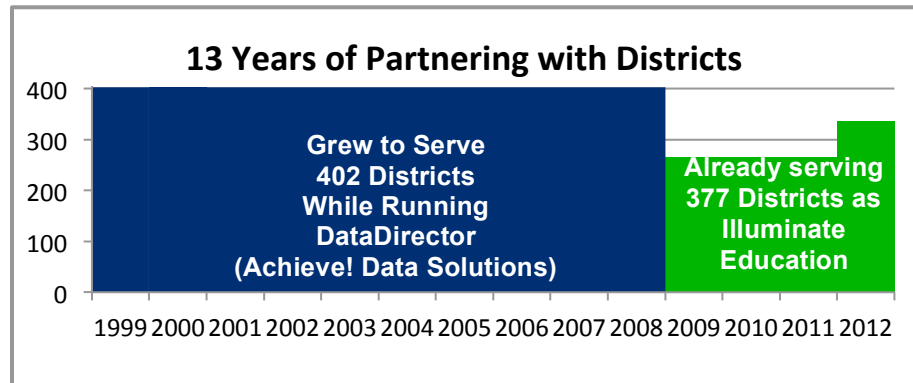 13 Years of Partnering with Districts
400
300
200
100
0
Grew to Serve
402 Districts
While Running
DataDirector
(Achieve! Data Solutions)
Already serving
377 Districts as
Illuminate
Education
1999 2000 2001 2002 2003 2004 2005 2006 2007 2008 2009 2010 2011 2012